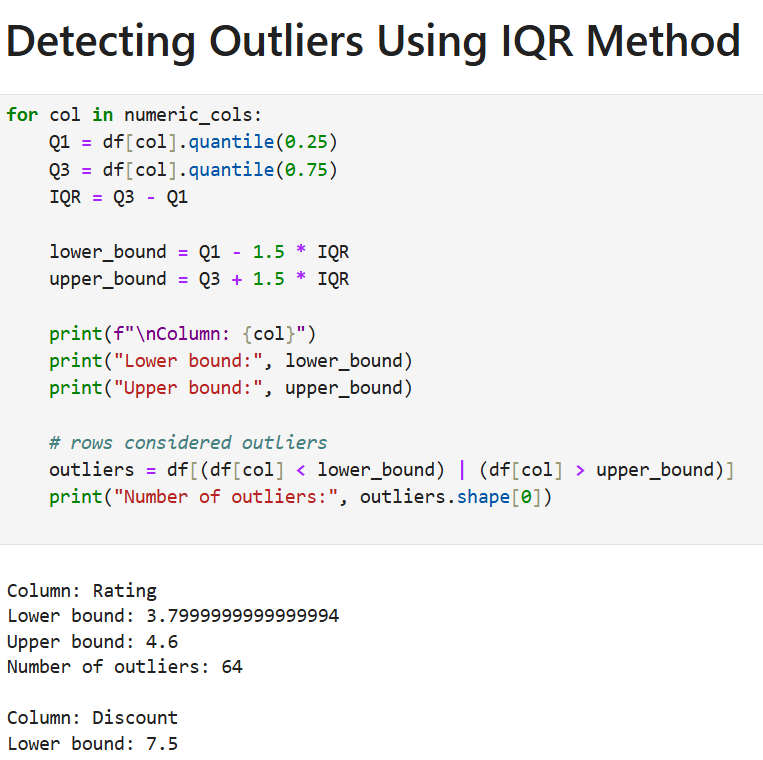 Detecting Outliers Using IQR Method
for col in numeric_cols:
    Q1 = df[col].quantile(0.25)
    Q3 = df[col].quantile(0.75)
    IQR = Q3 - Q1

    lower_bound = Q1 - 1.5 * IQR
    upper_bound = Q3 + 1.5 * IQR

    print(f"\nColumn: {col}")
    print("Lower bound:", lower_bound)
    print("Upper bound:", upper_bound)

    # rows considered outliers
    outliers = df[(df[col] < lower_bound) | (df[col] > upper_bound)]
    print("Number of outliers:", outliers.shape[0])

Column: Rating
Lower bound: 3.7999999999999994
Upper bound: 4.6
Number of outliers: 64

Column: Discount
Lower bound: 7.5